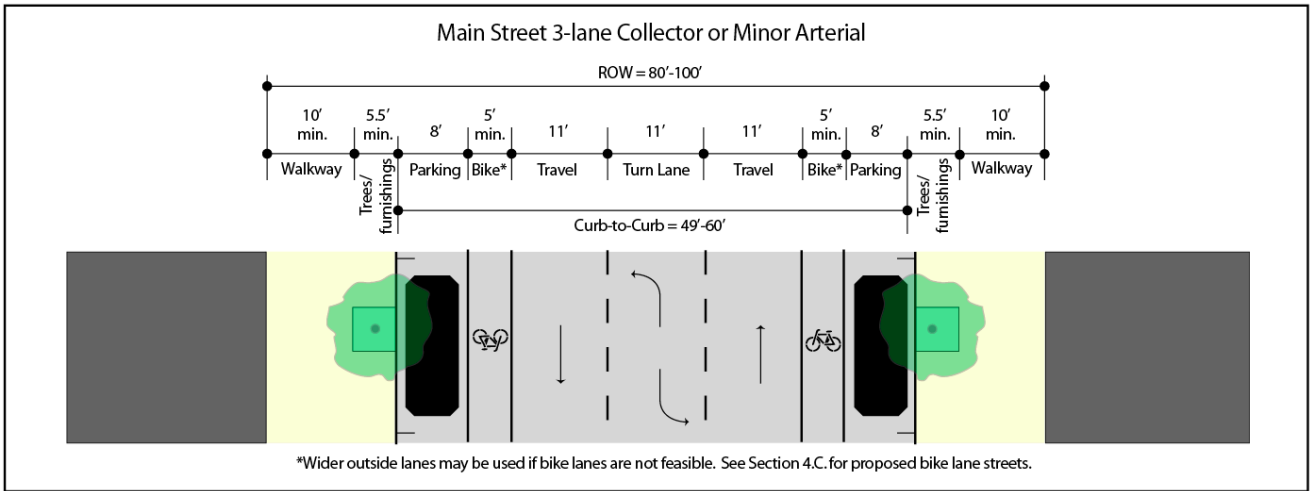 Main Street 3-lane Collector or Minor Arterial
ROW = 80’-100’
10’ min.
5.5’ min.
8’
5’ min.
11’
11’
11’
5’ min.
8’
5.5’ min.
10’ min.
Walkway
Trees/
furnishings
Parking
Bike*
Travel
Turn Lane
Travel
Bike*
Parking
Trees/
furnishings
Walkway
Curb-to-Curb = 49’-60’
*Wider outside lanes may be used if bike lanes are not feasible. See Section 4.C. for proposed bike lane streets.